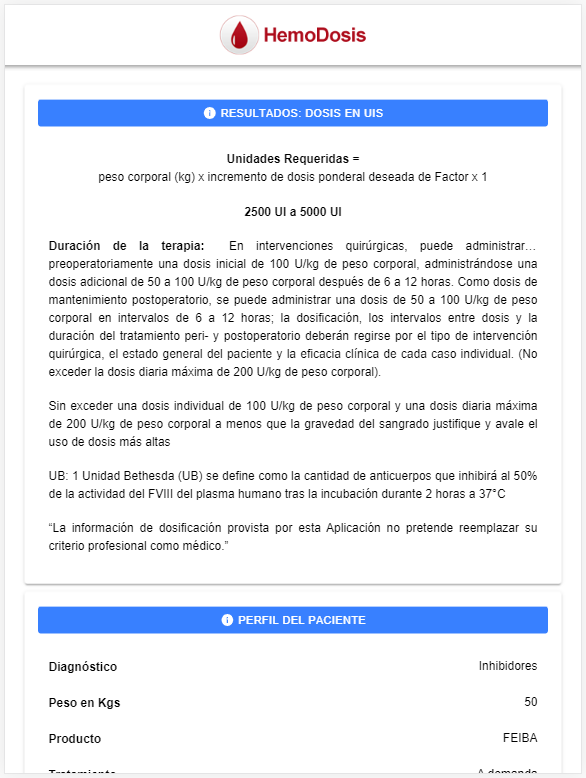 HemoDosis
RESULTADOS: DOSIS EN UIS
Unidades Requeridas =
peso corporal (kg) x incremento de dosis ponderal deseada de Factor x 1
2500 UI a 5000 UI
Duración de la terapia: En intervenciones quirúrgicas, puede administrar…
preoperatoriamente una dosis inicial de 100 U/kg de peso corporal, administrándose una
dosis adicional de 50 a 100 U/kg de peso corporal después de 6 a 12 horas. Como dosis de
mantenimiento postoperatorio, se puede administrar una dosis de 50 a 100 U/kg de peso
corporal en intervalos de 6 a 12 horas; la dosificación, los intervalos entre dosis y la
duración del tratamiento peri- y postoperatorio deberán regirse por el tipo de intervención
quirúrgica, el estado general del paciente y la eficacia clínica de cada caso individual. (No
exceder la dosis diaria máxima de 200 U/kg de peso corporal).
Sin exceder una dosis individual de 100 U/kg de peso corporal y una dosis diaria máxima
de 200 U/kg de peso corporal a menos que la gravedad del sangrado justifique y avale el
uso de dosis más altas
UB: 1 Unidad Bethesda (UB) se define como la cantidad de anticuerpos que inhibirá al 50%
de la actividad del FVIII del plasma humano tras la incubación durante 2 horas a 37°C
“La información de dosificación provista por esta Aplicación no pretende reemplazar su
criterio profesional como médico.”
PERFIL DEL PACIENTE
Diagnóstico Inhibidores
Peso en Kgs 50
Producto FEIBA
Tratamiento A demanda